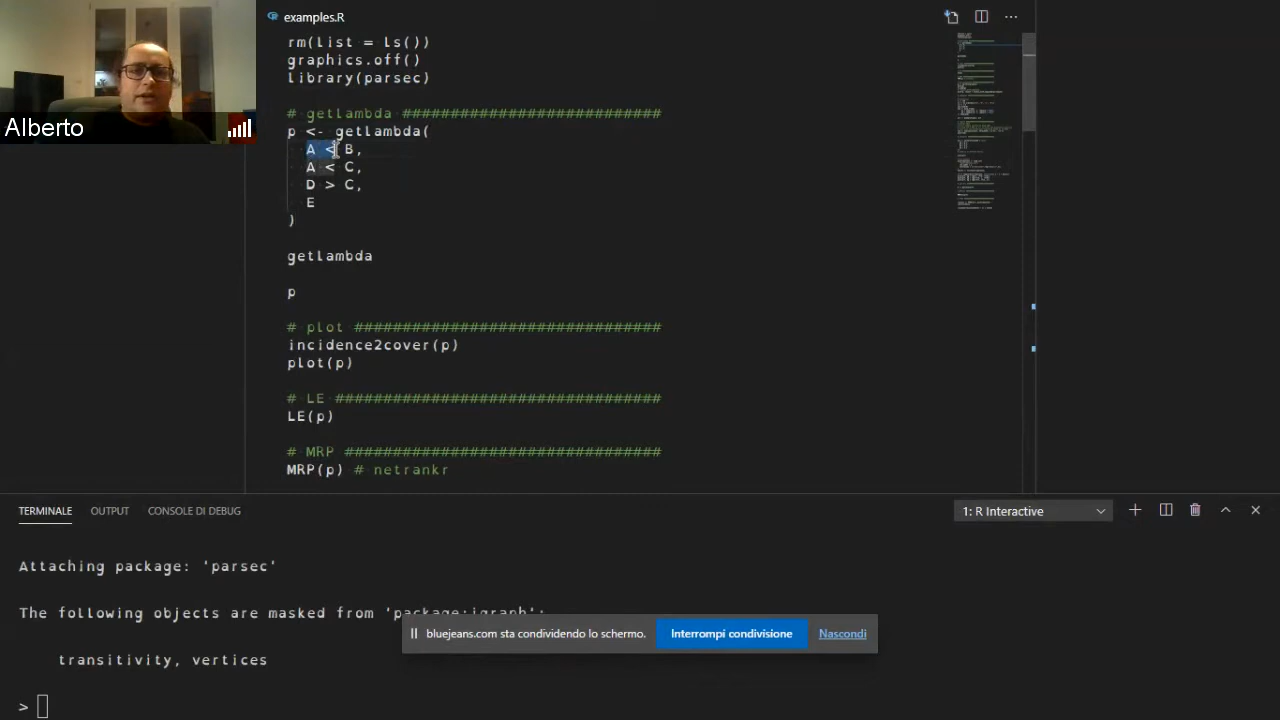 examples.R
Alberto
rm(list = ls())
graphics.off()
library(parsec)
# getlambda ###########################
p <- getlambda(
A < B,
A < C,
D > C,
E
)
getlambda
p
# plot ################################
incidence2cover(p)
plot(p)
# LE ##################################
LE(p)
# MRP #################################
MRP(p) # netrankr
TERMINALE
OUTPUT
CONSOLE DI DEBUG
1: R Interactive
Attaching package: 'parsec'
The following objects are masked from 'package:igraph':
transitivity, vertices
>
bluejeans.com sta condividendo lo schermo.
Interrompi condivisione
Nascondi